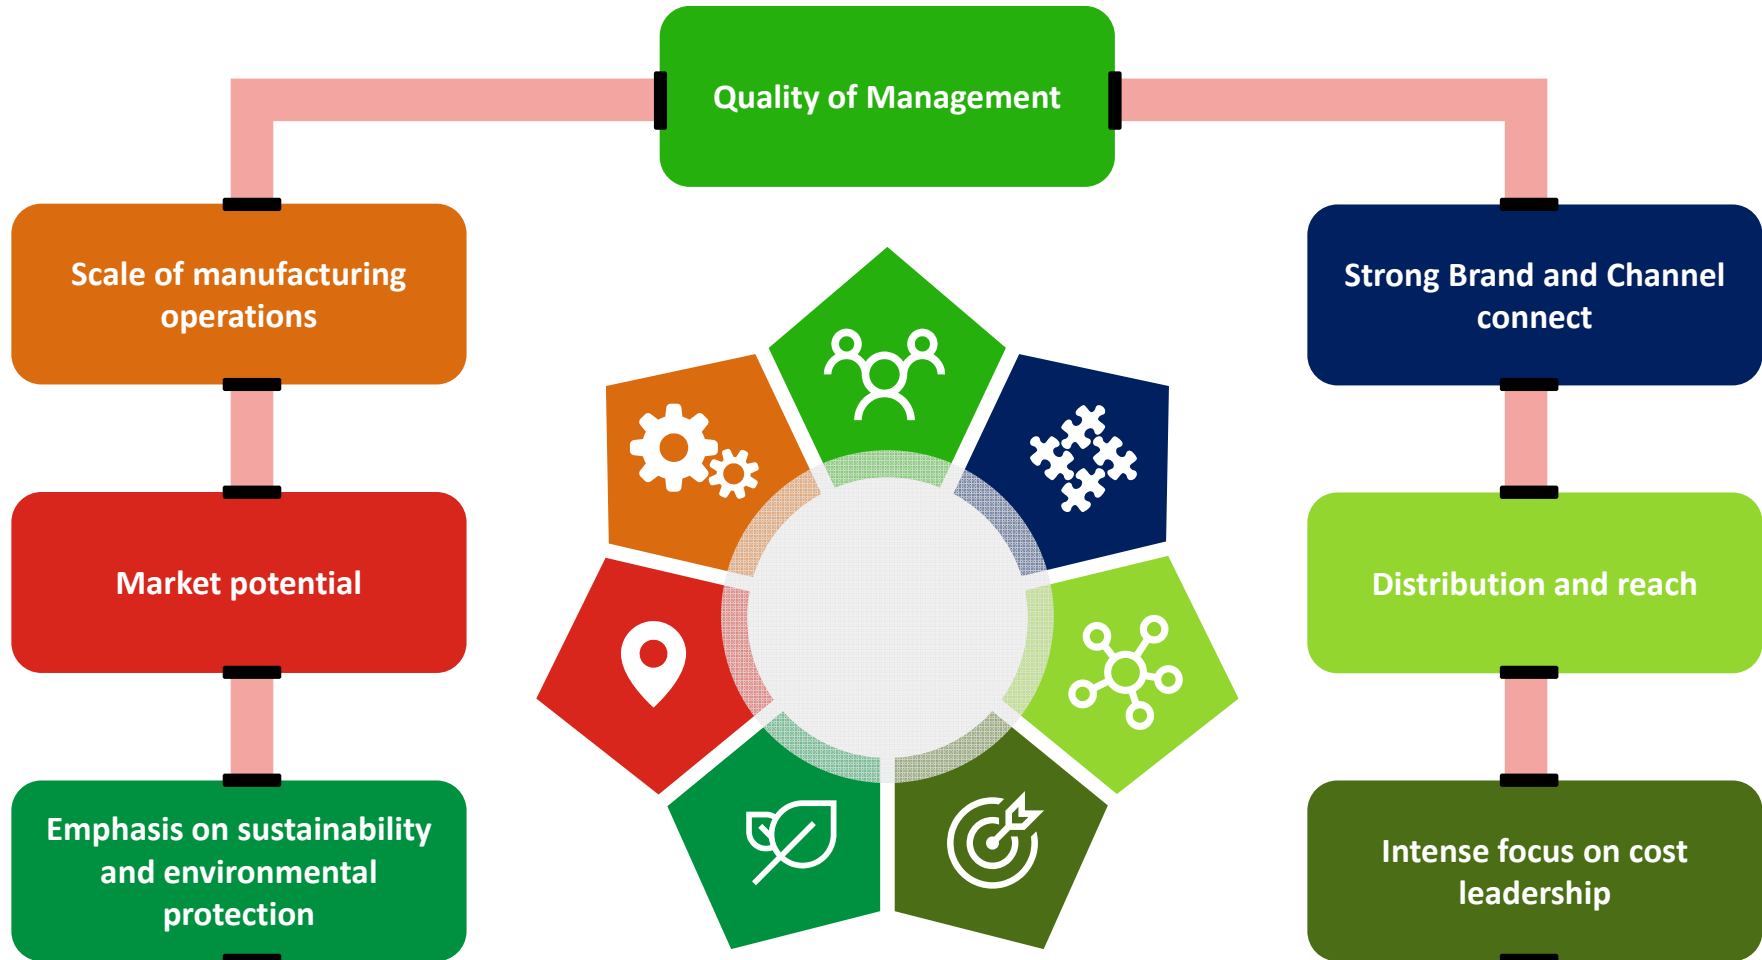 Quality of Management
Scale of manufacturing
operations
Strong Brand and Channel
connect
Market potential
Distribution and reach
Emphasis on sustainability
and environmental
protection
Intense focus on cost
leadership